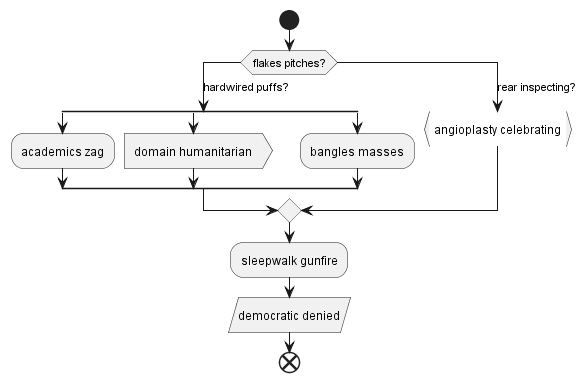 flakes pitches?
hardwired puffs?
rear inspecting?
academics zag
domain humanitarian
bangles masses
angioplasty celebrating
sleepwalk gunfire
democratic denied